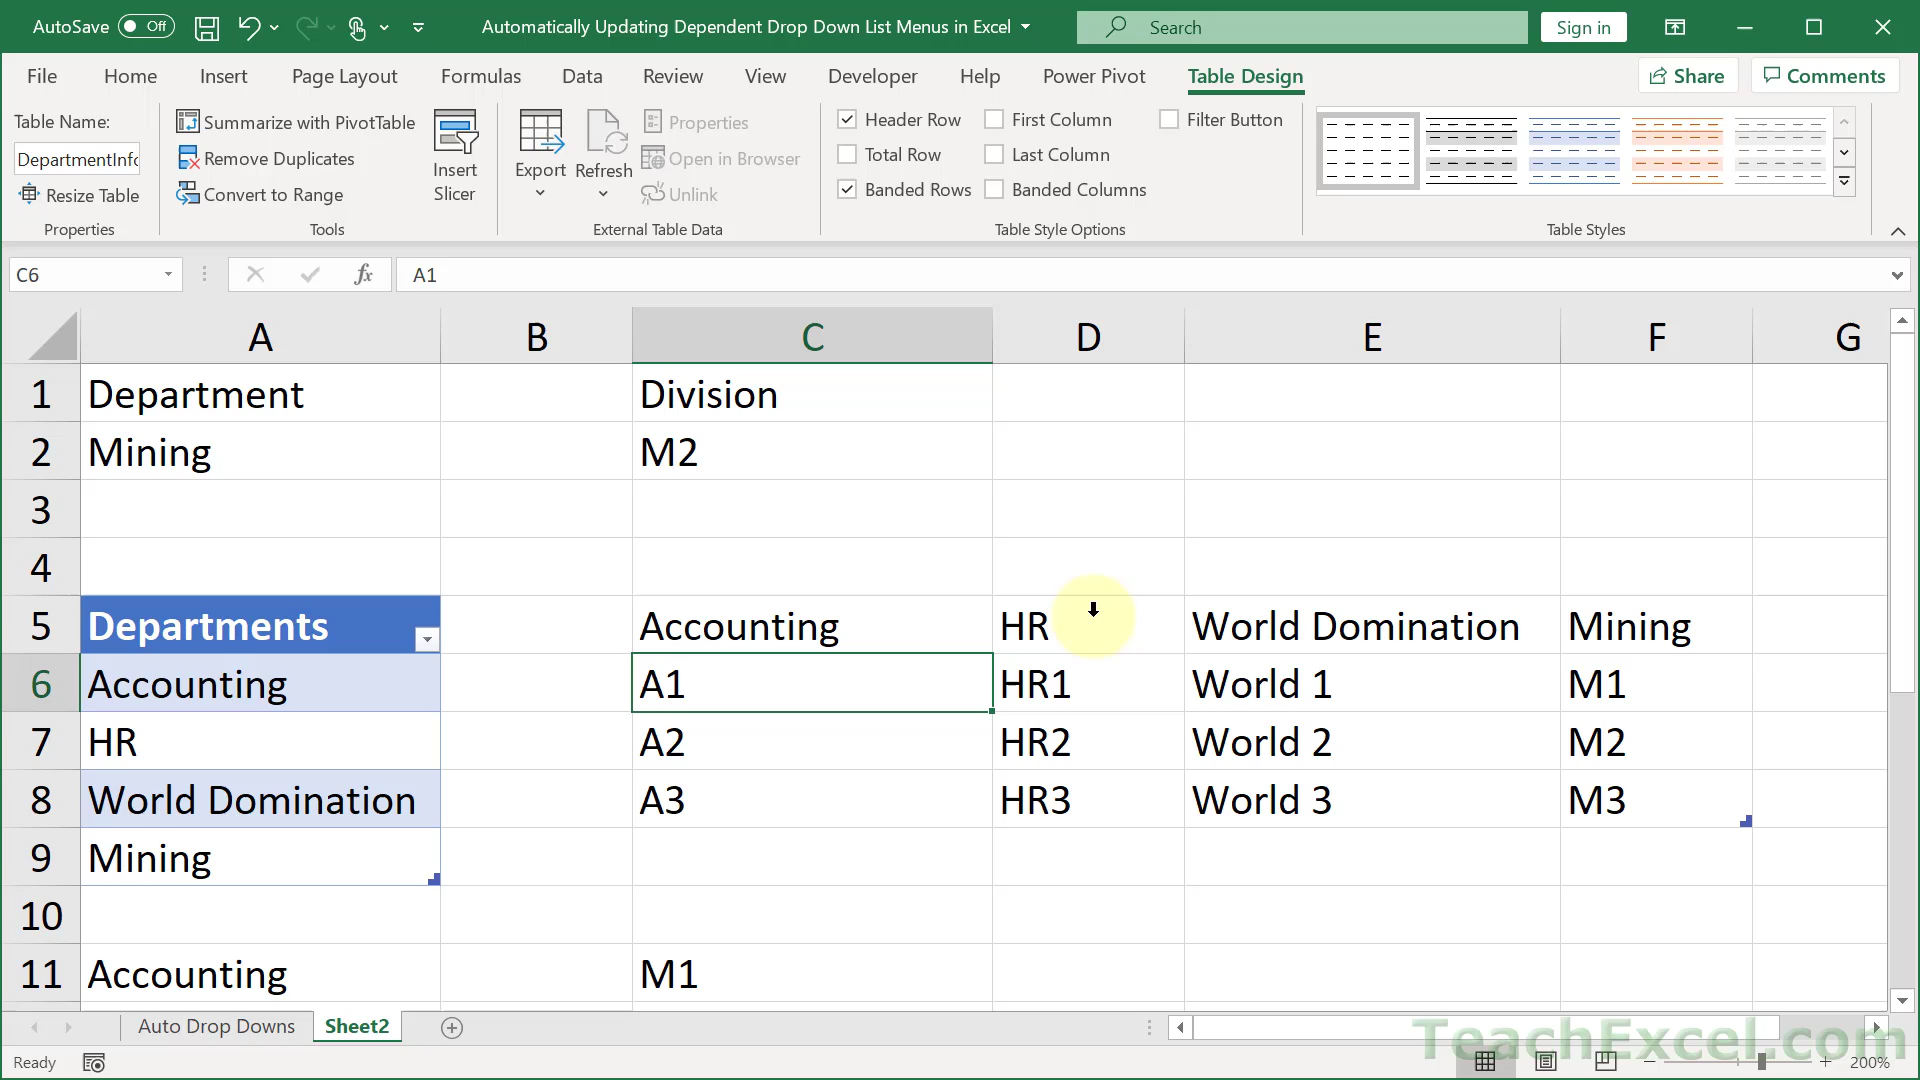 AutoSave Off Automatically Updating Dependent Drop Down List Menus in Excel Search Sign in
File Home Insert Page Layout Formulas Data Review View Developer Help Power Pivot Table Design Share Comments
Table Name: Summarize with PivotTable Properties Header Row First Column Filter Button
DepartmentInfo Remove Duplicates Insert Slicer Export Refresh Open in Browser Total Row Last Column
Resize Table Convert to Range Unlink Banded Rows Banded Columns
Properties Tools External Table Data Table Style Options Table Styles
C6 fx A1
A B C D E F G
1 Department Division
2 Mining M2
3
4
5 Departments Accounting HR World Domination Mining
6 Accounting A1 HR1 World 1 M1
7 HR A2 HR2 World 2 M2
8 World Domination A3 HR3 World 3 M3
9 Mining
10
11 Accounting M1
Auto Drop Downs Sheet2
TeachExcel.com
Ready 200%